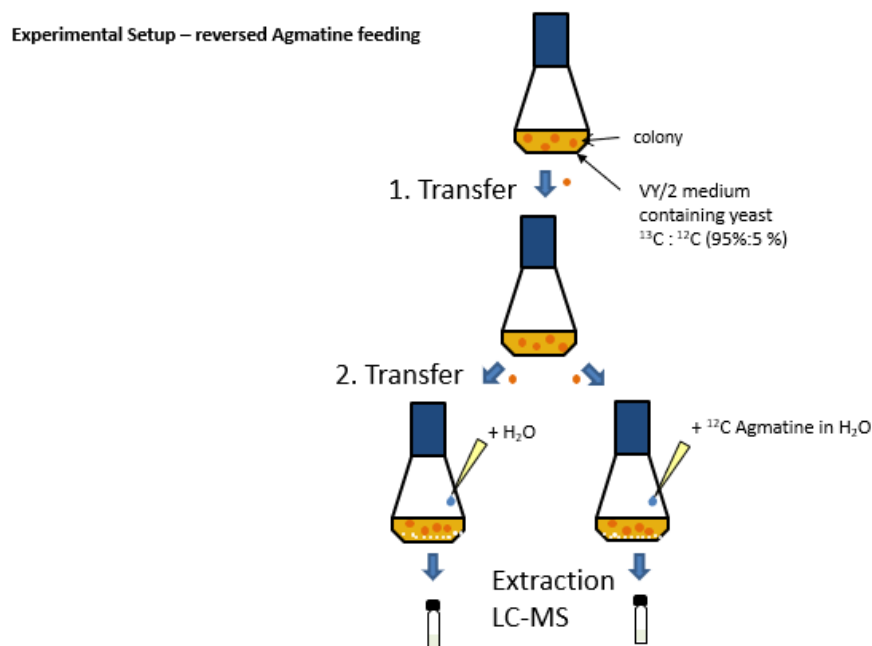 Experimental Setup – reversed Agmatine feeding
colony
1. Transfer
VY/2 medium
containing yeast
¹³C : ¹²C (95%:5 %)
2. Transfer
+ H₂O
+ ¹²C Agmatine in H₂O
Extraction
LC-MS